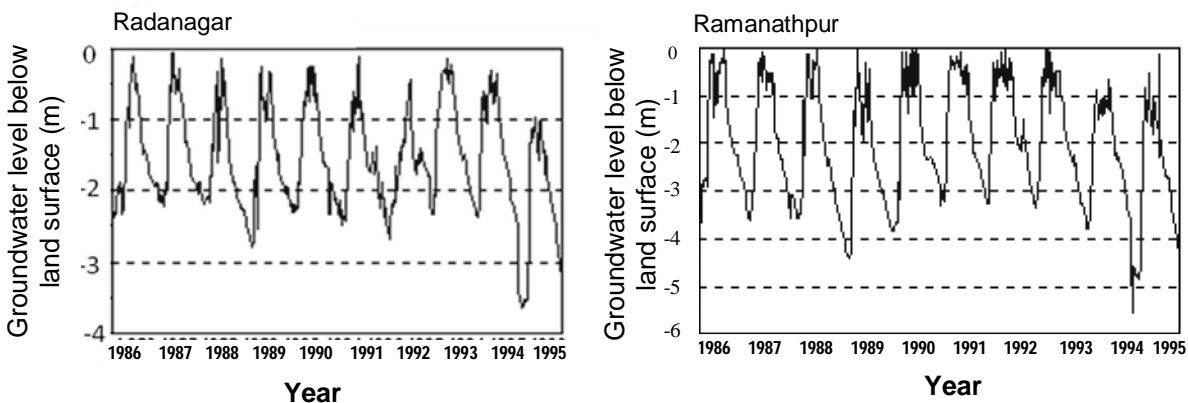 Radanagar
Groundwater level below
land surface (m)
0
-1
-2
-3
-4
1986 1987 1988 1989 1990 1991 1992 1993 1994 1995
Year
Ramanathpur
Groundwater level below
land surface (m)
0
-1
-2
-3
-4
-5
-6
1986 1987 1988 1989 1990 1991 1992 1993 1994 1995
Year